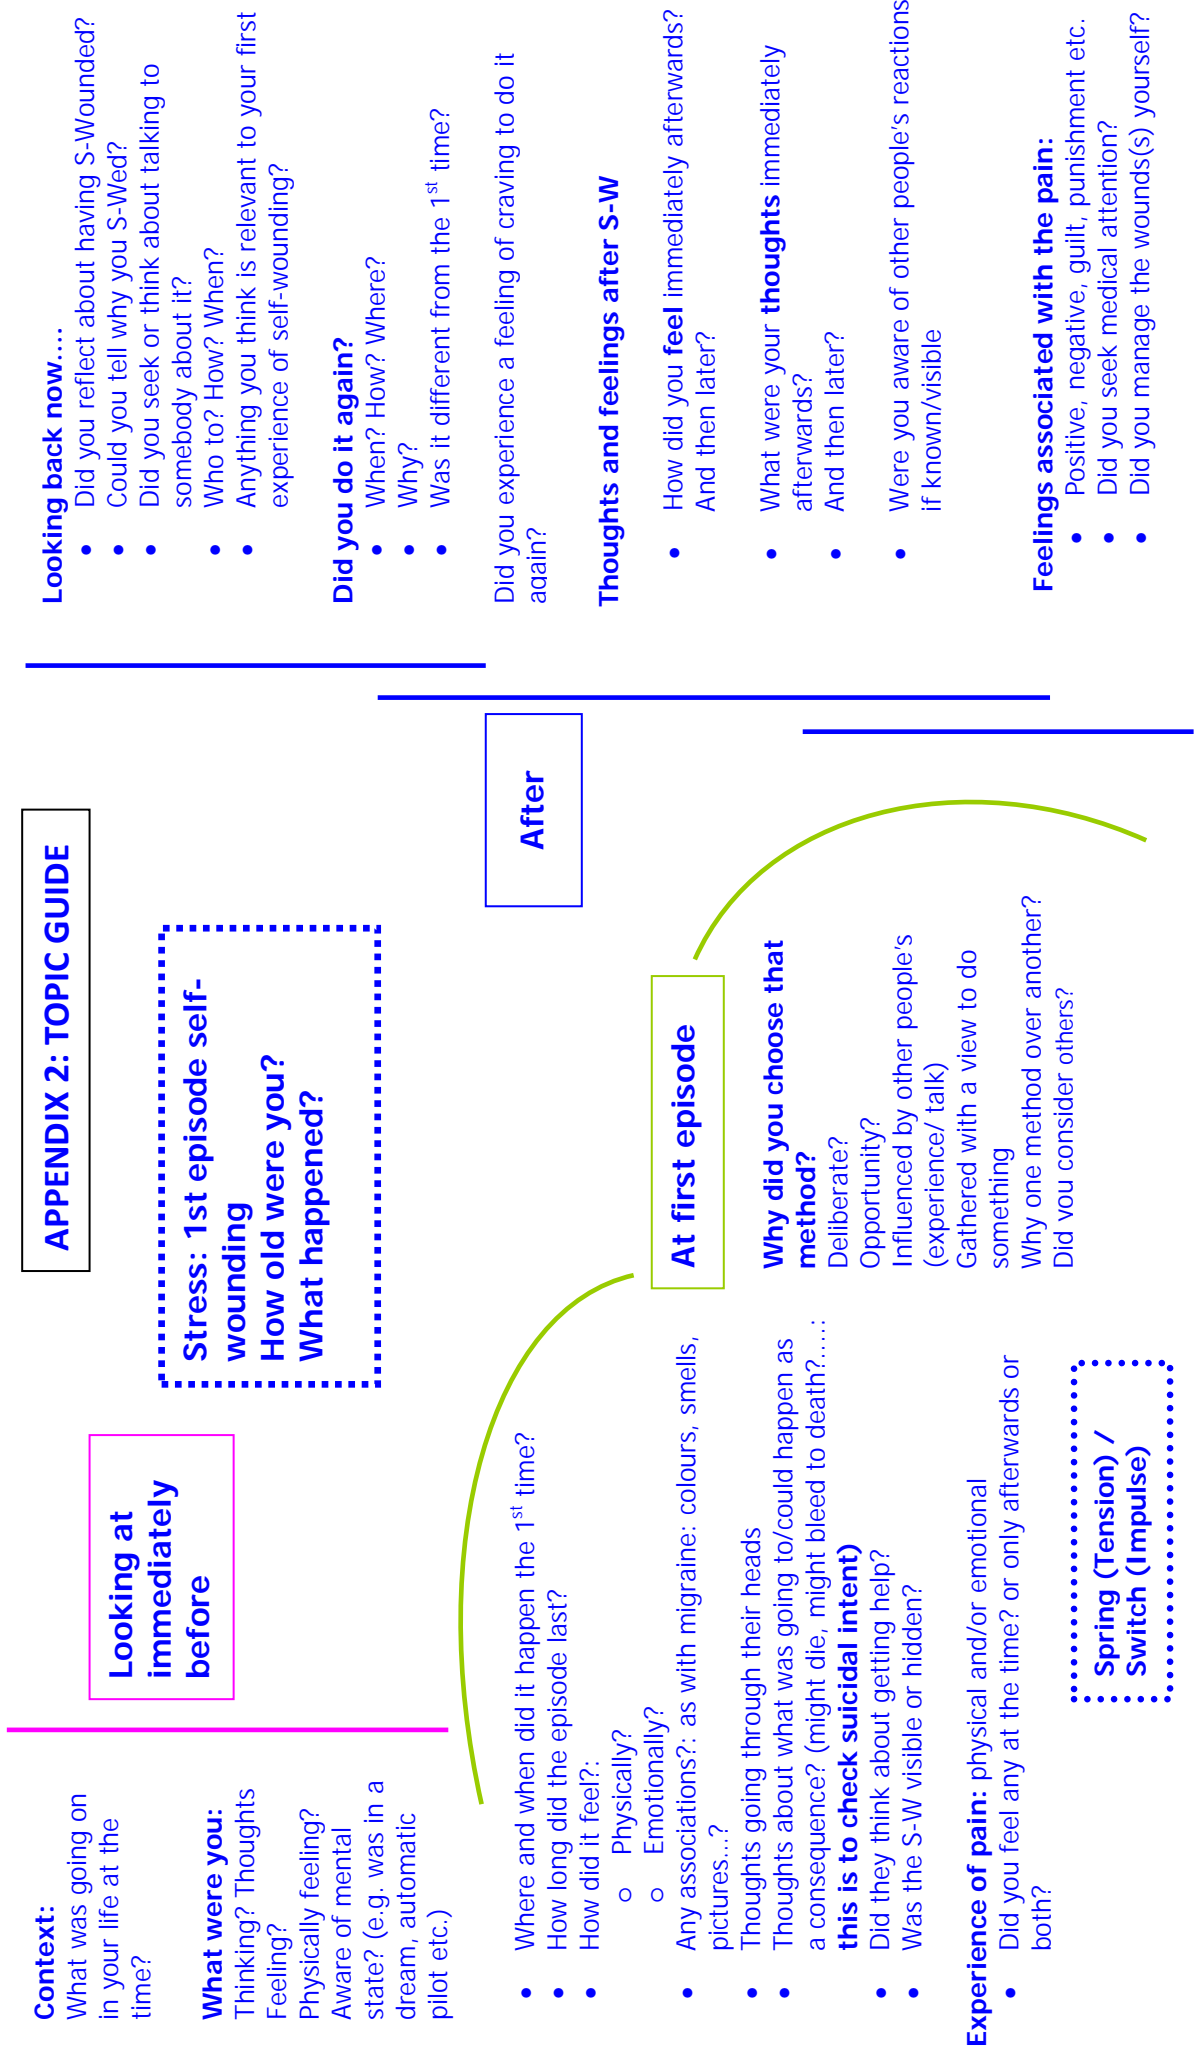 APPENDIX 2: TOPIC GUIDE
Context:
What was going on
in your life at the
time?
What were you:
Thinking? Thoughts
Feeling?
Physically feeling?
Aware of mental
state? (e.g. was in a
dream, automatic
pilot etc.)
Looking at
immediately
before
Stress: 1st episode self-
wounding
How old were you?
What happened?
• Where and when did it happen the 1st time?
• How long did the episode last?
• How did it feel?:
o Physically?
o Emotionally?
• Any associations?: as with migraine: colours, smells,
pictures...?
• Thoughts going through their heads
• Thoughts about what was going to/could happen as
a consequence? (might die, might bleed to death?....:
this is to check suicidal intent)
• Did they think about getting help?
• Was the S-W visible or hidden?
Experience of pain: physical and/or emotional
• Did you feel any at the time? or only afterwards or
both?
Spring (Tension) /
Switch (Impulse)
At first episode
Why did you choose that
method?
Deliberate?
Opportunity?
Influenced by other people's
(experience/ talk)
Gathered with a view to do
something
Why one method over another?
Did you consider others?
After
Looking back now....
• Did you reflect about having S-Wounded?
• Could you tell why you S-Wed?
• Did you seek or think about talking to
somebody about it?
• Who to? How? When?
• Anything you think is relevant to your first
experience of self-wounding?
Did you do it again?
• When? How? Where?
• Why?
• Was it different from the 1st time?
Did you experience a feeling of craving to do it
again?
Thoughts and feelings after S-W
• How did you feel immediately afterwards?
And then later?
• What were your thoughts immediately
afterwards?
• And then later?
• Were you aware of other people's reactions
if known/visible
Feelings associated with the pain:
• Positive, negative, guilt, punishment etc.
• Did you seek medical attention?
• Did you manage the wounds(s) yourself?